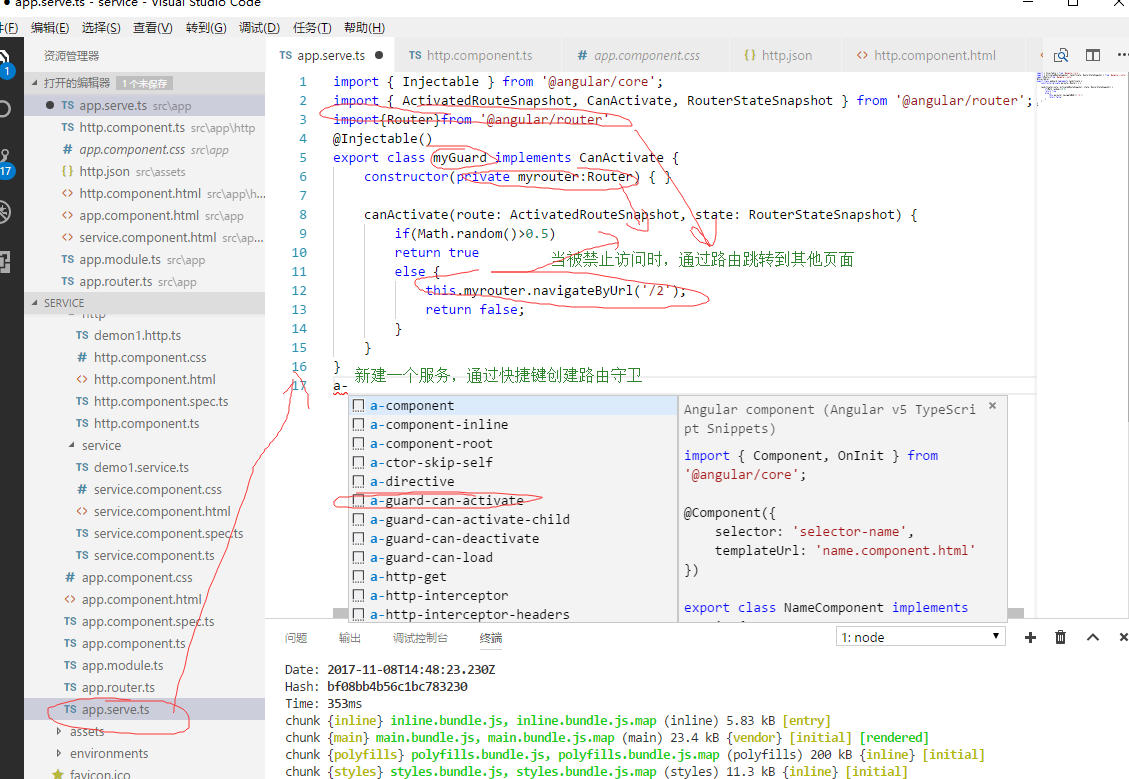 app.serve.ts - service - Visual Studio Code
件(F) 编辑(E) 选择(S) 查看(V) 转到(G) 调试(D) 任务(T) 帮助(H)
资源管理器
打开的编辑器 1 个未保存
TS app.serve.ts src\app
TS http.component.ts src\app\http
# app.component.css src\app
{} http.json src\assets
<> http.component.html src\app\h...
<> app.component.html src\app
<> service.component.html src\ap...
TS app.module.ts src\app
TS app.router.ts src\app
SERVICE
http
TS demon1.http.ts
# http.component.css
<> http.component.html
TS http.component.spec.ts
TS http.component.ts
service
TS demo1.service.ts
# service.component.css
<> service.component.html
TS service.component.spec.ts
TS service.component.ts
# app.component.css
<> app.component.html
TS app.component.spec.ts
TS app.component.ts
TS app.module.ts
TS app.router.ts
TS app.serve.ts
assets
environments
favicon.ico
1
17
TS app.serve.ts
TS http.component.ts
# app.component.css
{} http.json
<> http.component.html
1 import { Injectable } from '@angular/core';
2 import { ActivatedRouteSnapshot, CanActivate, RouterStateSnapshot } from '@angular/router';
3 import{Router}from '@angular/router'
4 @Injectable()
5 export class myGuard implements CanActivate {
6 constructor(private myrouter:Router) { }
7
8 canActivate(route: ActivatedRouteSnapshot, state: RouterStateSnapshot) {
9 if(Math.random()>0.5)
10 return true
11 else {
当被禁止访问时，通过路由跳转到其他页面
12 this.myrouter.navigateByUrl('/2');
13 return false;
14 }
15 }
16 }
新建一个服务，通过快捷键创建路由守卫
17 a-
a-component
a-component-inline
a-component-root
a-ctor-skip-self
a-directive
a-guard-can-activate
a-guard-can-activate-child
a-guard-can-deactivate
a-guard-can-load
a-http-get
a-http-interceptor
a-http-interceptor-headers
Angular component (Angular v5 TypeScri
pt Snippets)
import { Component, OnInit } from
'@angular/core';
@Component({
selector: 'selector-name',
templateUrl: 'name.component.html'
})
export class NameComponent implements
问题 输出 调试控制台 终端
1: node
Date: 2017-11-08T14:48:23.230Z
Hash: bf08bb4b56c1bc783230
Time: 353ms
chunk {inline} inline.bundle.js, inline.bundle.js.map (inline) 5.83 kB [entry]
chunk {main} main.bundle.js, main.bundle.js.map (main) 23.4 kB {vendor} [initial] [rendered]
chunk {polyfills} polyfills.bundle.js, polyfills.bundle.js.map (polyfills) 200 kB {inline} [initial]
chunk {styles} styles.bundle.js, styles.bundle.js.map (styles) 11.3 kB {inline} [initial]